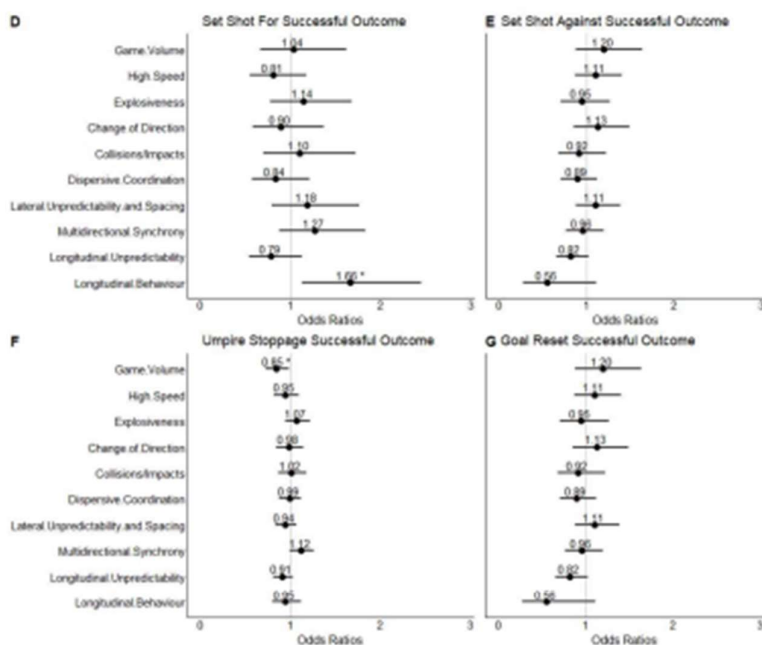 D Set Shot For Successful Outcome
Game.Volume 1.04
High.Speed 0.81
Explosiveness 1.14
Change.of.Direction 0.90
Collisions/Impacts 1.10
Dispersive.Coordination 0.84
Lateral.Unpredictability.and.Spacing 1.18
Multidirectional.Synchrony 1.27
Longitudinal.Unpredictability 0.79
Longitudinal.Behaviour 1.66 *
0 1 2 3
Odds Ratios
E Set Shot Against Successful Outcome
1.20
1.11
0.95
1.13
0.92
0.89
1.11
0.96
0.82
0.56
0 1 2 3
Odds Ratios
F Umpire Stoppage Successful Outcome
Game.Volume 0.85 *
High.Speed 0.95
Explosiveness 1.07
Change.of.Direction 0.98
Collisions/Impacts 1.02
Dispersive.Coordination 0.99
Lateral.Unpredictability.and.Spacing 0.94
Multidirectional.Synchrony 1.12
Longitudinal.Unpredictability 0.91
Longitudinal.Behaviour 0.95
0 1 2 3
Odds Ratios
G Goal Reset Successful Outcome
1.20
1.11
0.95
1.13
0.92
0.89
1.11
0.96
0.82
0.56
0 1 2 3
Odds Ratios